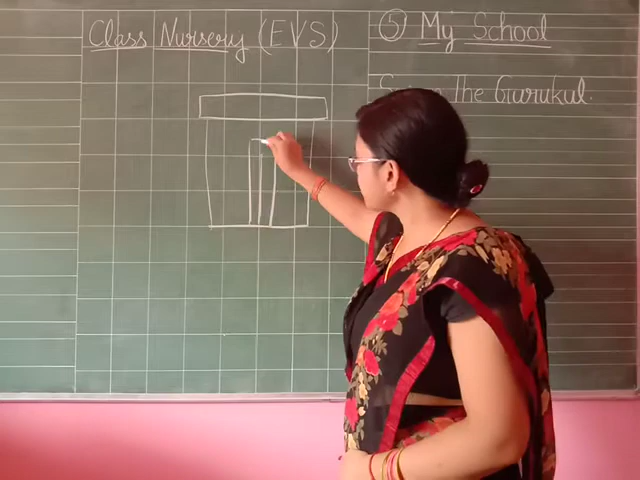 Class Nursery (EVS)
⑤ My School
The Gurukul.